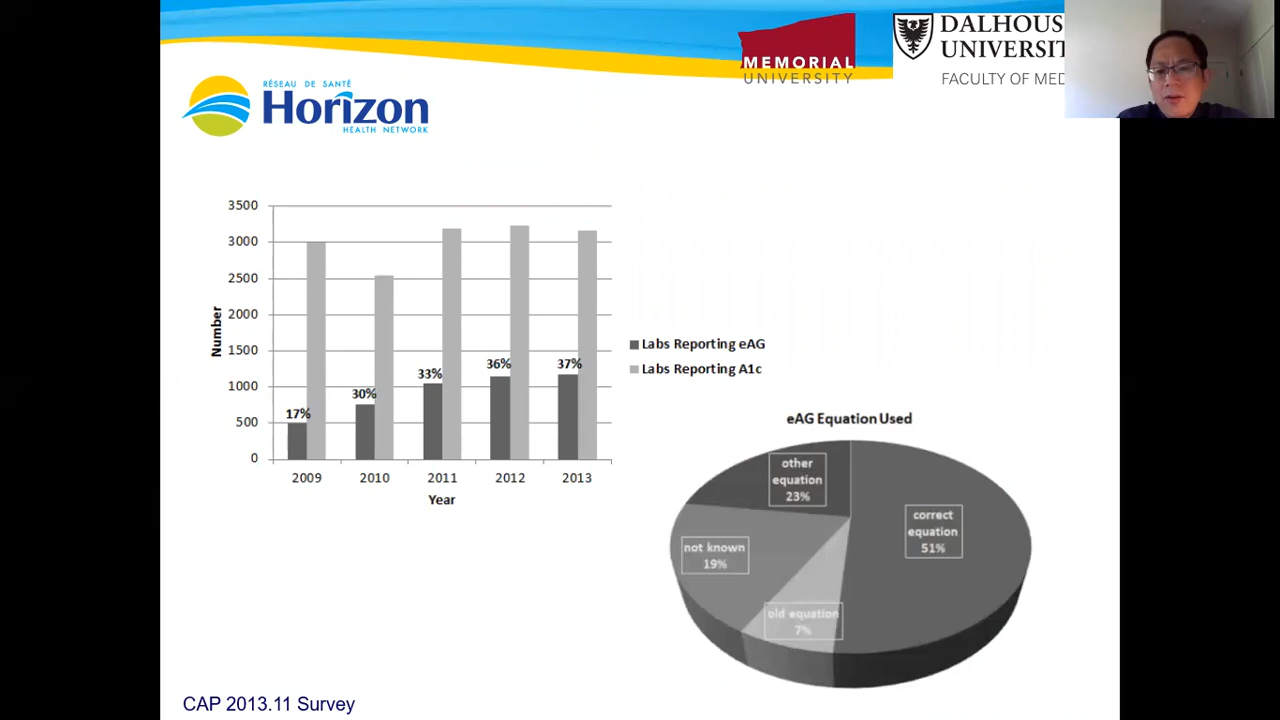 MEMORIAL
UNIVERSITY
DALHOUS
UNIVERSIT
FACULTY OF MED
RÉSEAU DE SANTÉ
Horizon
HEALTH NETWORK
3500
3000
2500
2000
1500
1000
500
0
Number
17%
30%
33%
36%
37%
2009 2010 2011 2012 2013
Year
Labs Reporting eAG
Labs Reporting A1c
eAG Equation Used
other
equation
23%
correct
equation
51%
not known
19%
old equation
7%
CAP 2013.11 Survey